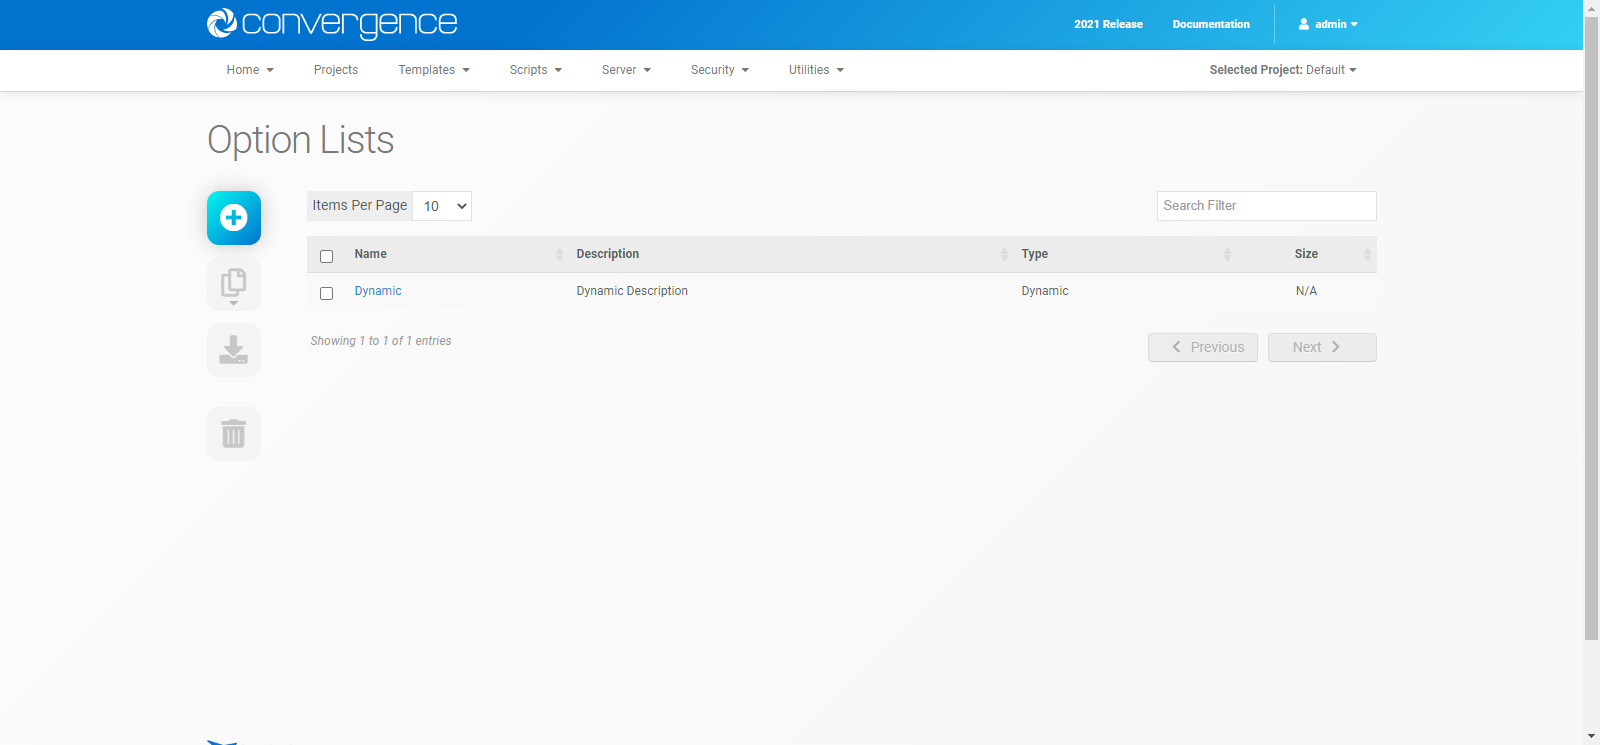 convergence
2021 Release Documentation admin
Home Projects Templates Scripts Server Security Utilities Selected Project: Default
Option Lists
Items Per Page 10 Search Filter
Name Description Type Size
Dynamic Dynamic Description Dynamic N/A
Showing 1 to 1 of 1 entries
Previous Next